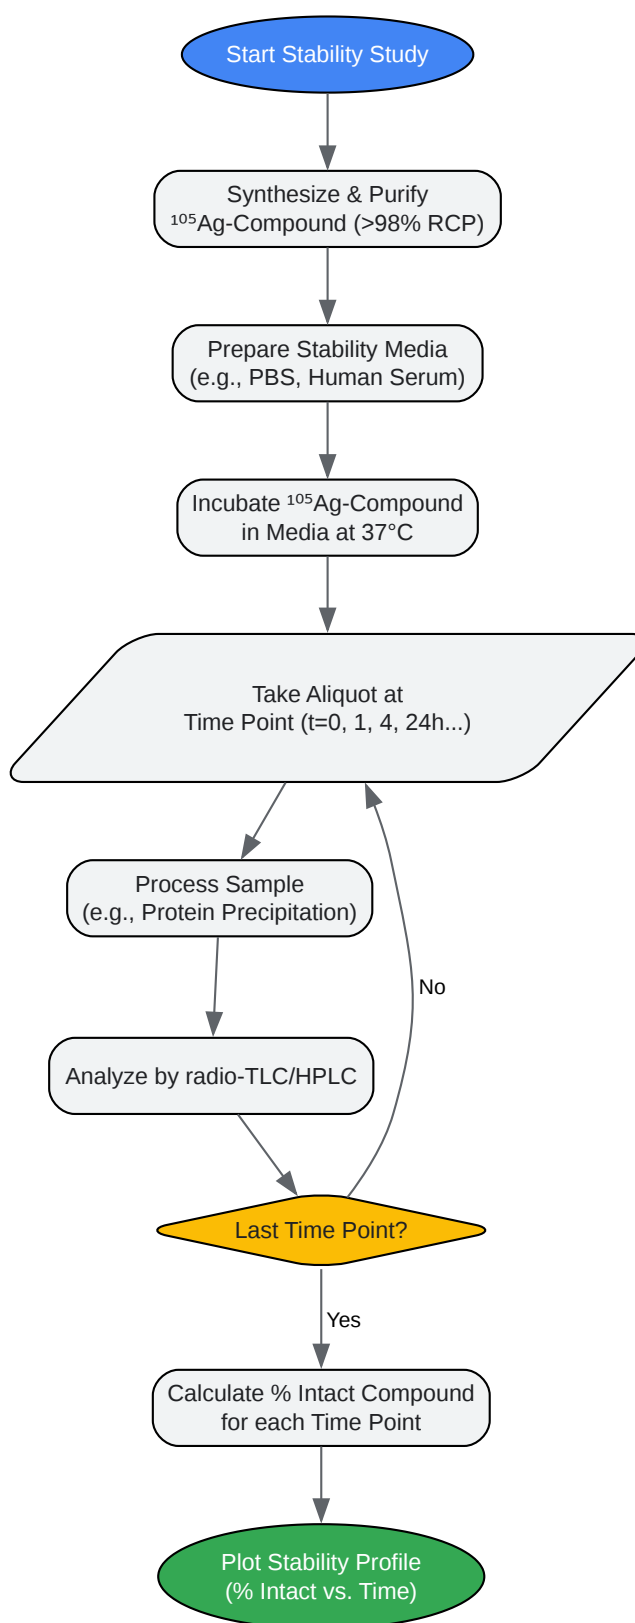 Start Stability Study
Synthesize & Purify
¹⁰⁵Ag-Compound (>98% RCP)
Prepare Stability Media
(e.g., PBS, Human Serum)
Incubate ¹⁰⁵Ag-Compound
in Media at 37°C
Take Aliquot at
Time Point (t=0, 1, 4, 24h...)
Process Sample
(e.g., Protein Precipitation)
No
Analyze by radio-TLC/HPLC
Last Time Point?
Yes
Calculate % Intact Compound
for each Time Point
Plot Stability Profile
(% Intact vs. Time)